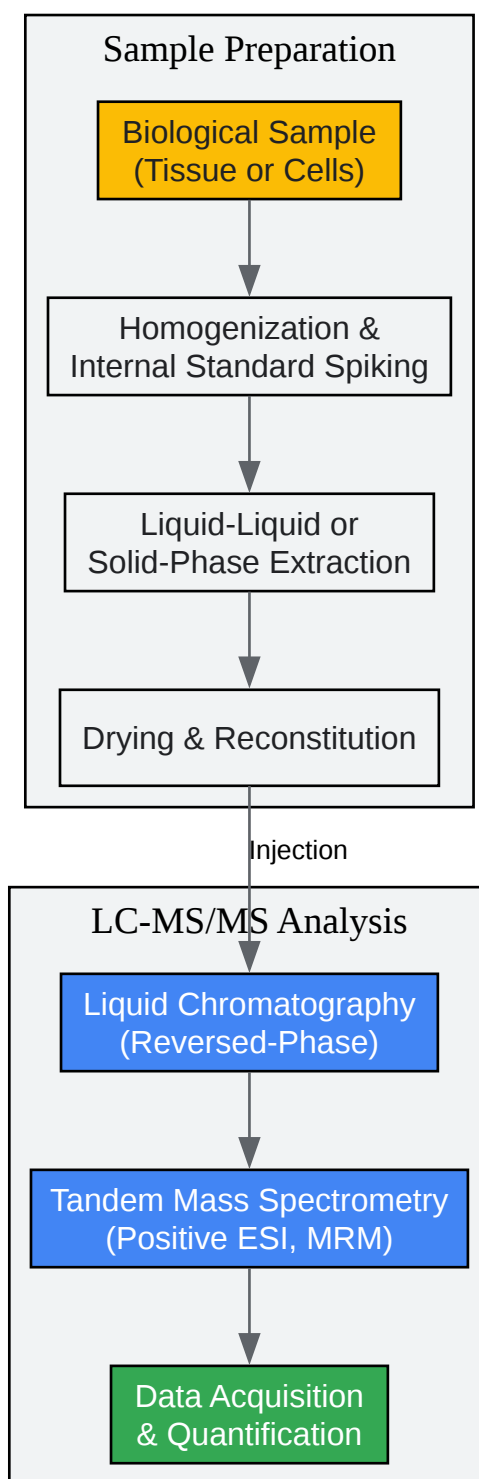 Sample Preparation
Biological Sample
(Tissue or Cells)
Homogenization &
Internal Standard Spiking
Liquid-Liquid or
Solid-Phase Extraction
Drying & Reconstitution
Injection
LC-MS/MS Analysis
Liquid Chromatography
(Reversed-Phase)
Tandem Mass Spectrometry
(Positive ESI, MRM)
Data Acquisition
& Quantification